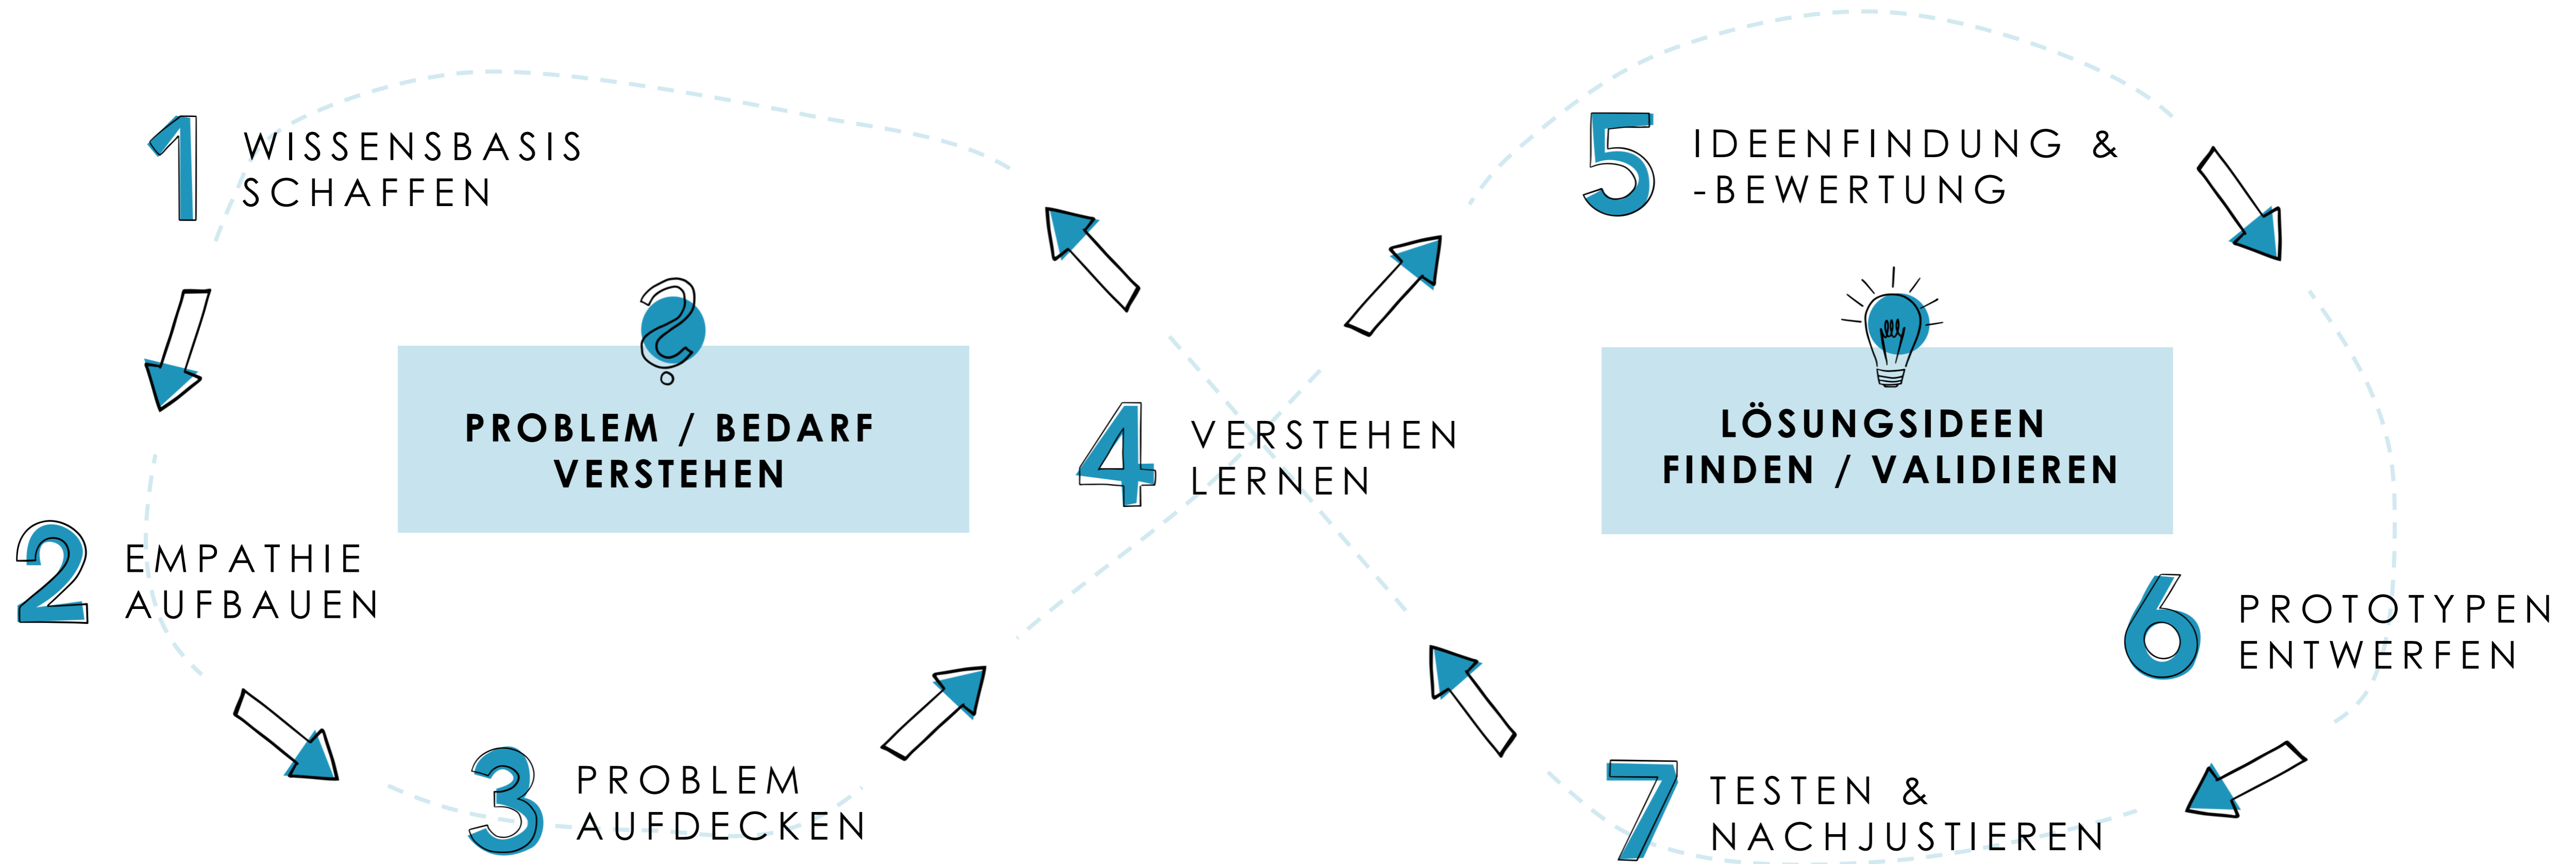 1
WISSENSBASIS
SCHAFFEN
PROBLEM / BEDARF
VERSTEHEN
2
EMPATHIE
AUFBAUEN
3
PROBLEM
AUFDECKEN
4
VERSTEHEN
LERNEN
5
IDEENFINDUNG &
-BEWERTUNG
LÖSUNGSIDEEN
FINDEN / VALIDIEREN
6
PROTOTYPEN
ENTWERFEN
7
TESTEN &
NACHJUSTIEREN